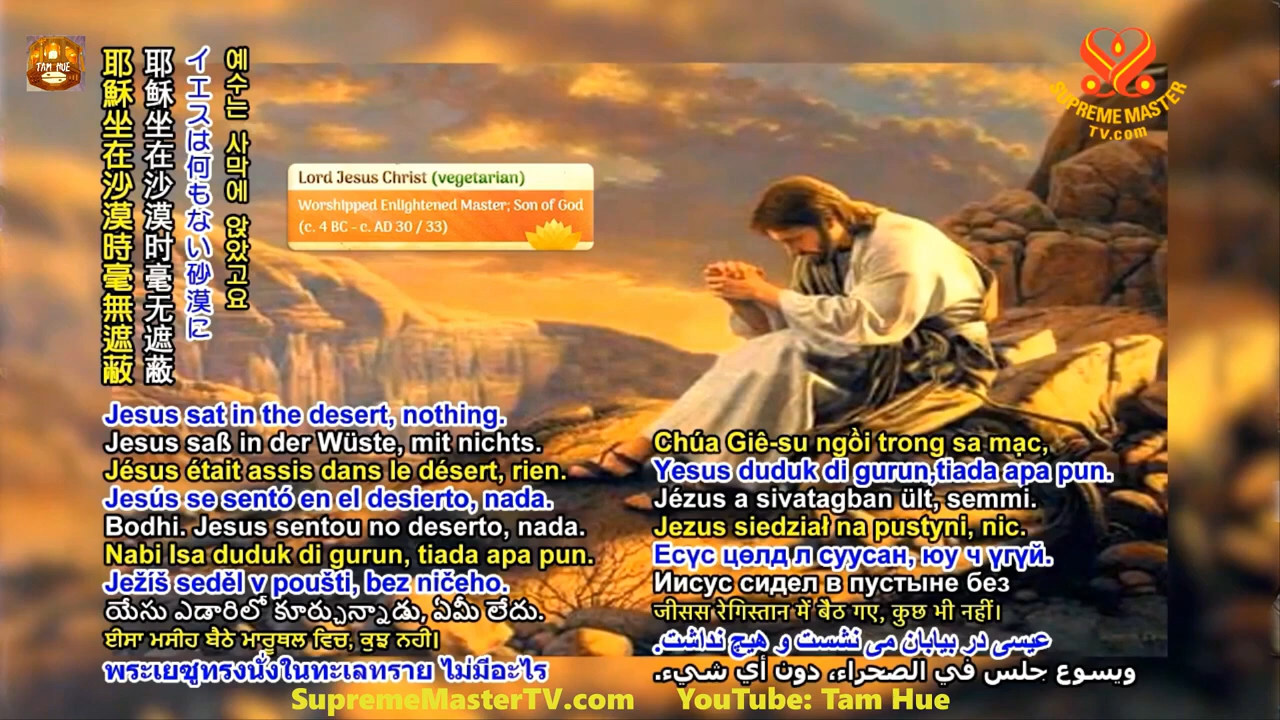 TAM HUE
SUPREME MASTER
TV.com
耶穌坐在沙漠時毫無遮蔽
耶稣坐在沙漠时毫无遮蔽
イエスは何もない砂漠に
예수는 사막에 앉았고요
Lord Jesus Christ (vegetarian)
Worshipped Enlightened Master; Son of God
(c. 4 BC - c. AD 30 / 33)
Jesus sat in the desert, nothing.
Jesus saß in der Wüste, mit nichts.
Jésus était assis dans le désert, rien.
Jesús se sentó en el desierto, nada.
Bodhi. Jesus sentou no deserto, nada.
Nabi Isa duduk di gurun, tiada apa pun.
Ježíš seděl v poušti, bez ničeho.
యేసు ఎడారిలో కూర్చున్నాడు, ఏమీ లేదు.
ਈਸਾ ਮਸੀਹ ਬੈਠੇ ਮਾਰੂਥਲ ਵਿਚ, ਕੁਝ ਨਹੀ।
พระเยซูทรงนั่งในทะเลทราย ไม่มีอะไร
Chúa Giê-su ngồi trong sa mạc,
Yesus duduk di gurun,tiada apa pun.
Jézus a sivatagban ült, semmi.
Jezus siedział na pustyni, nic.
Есүс цөлд л суусан, юу ч үгүй.
Иисус сидел в пустыне без
जीसस रेगिस्तान में बैठ गए, कुछ भी नहीं।
عیسی در بیابان می نشست و هیچ نداشت.
ويسوع جلس في الصحراء، دون أي شيء.
SupremeMasterTV.com YouTube: Tam Hue